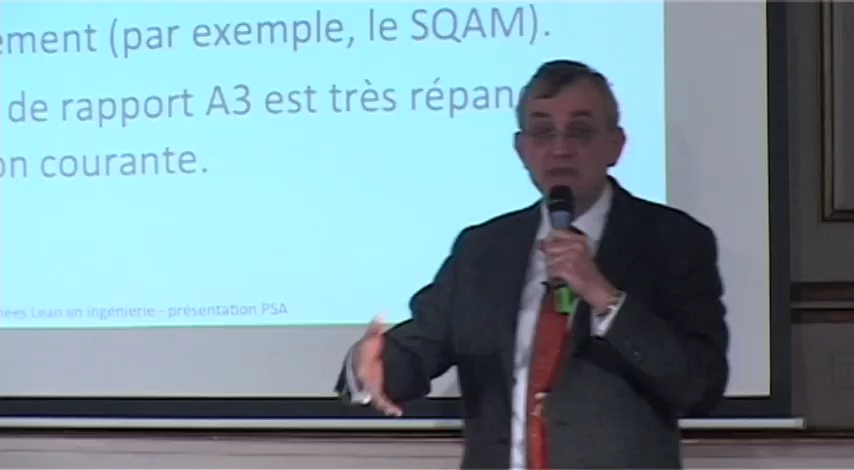 ement (par exemple, le SQAM).
de rapport A3 est très répan
on courante.
ées Lean en ingénierie - présentation PSA